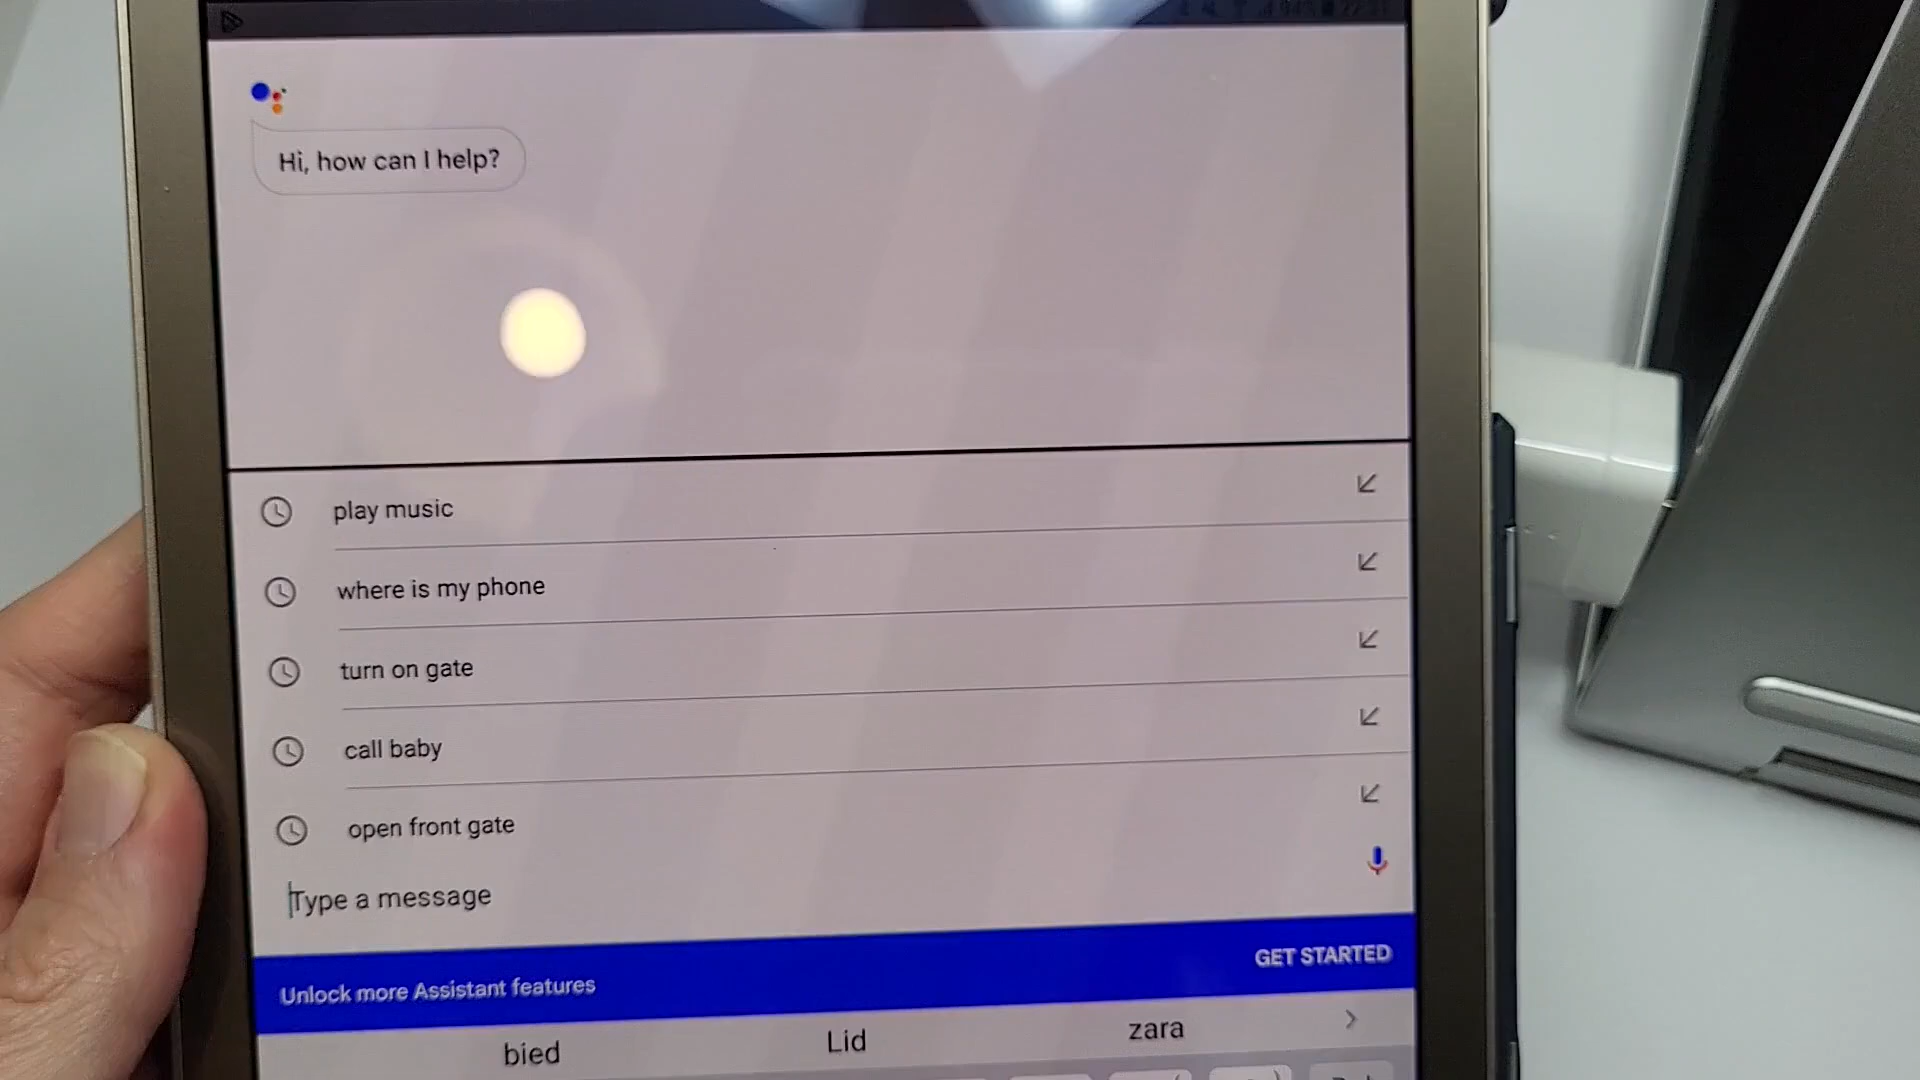 Hi, how can I help?
play music
where is my phone
turn on gate
call baby
open front gate
Type a message
GET STARTED
Unlock more Assistant features
bied Lid zara